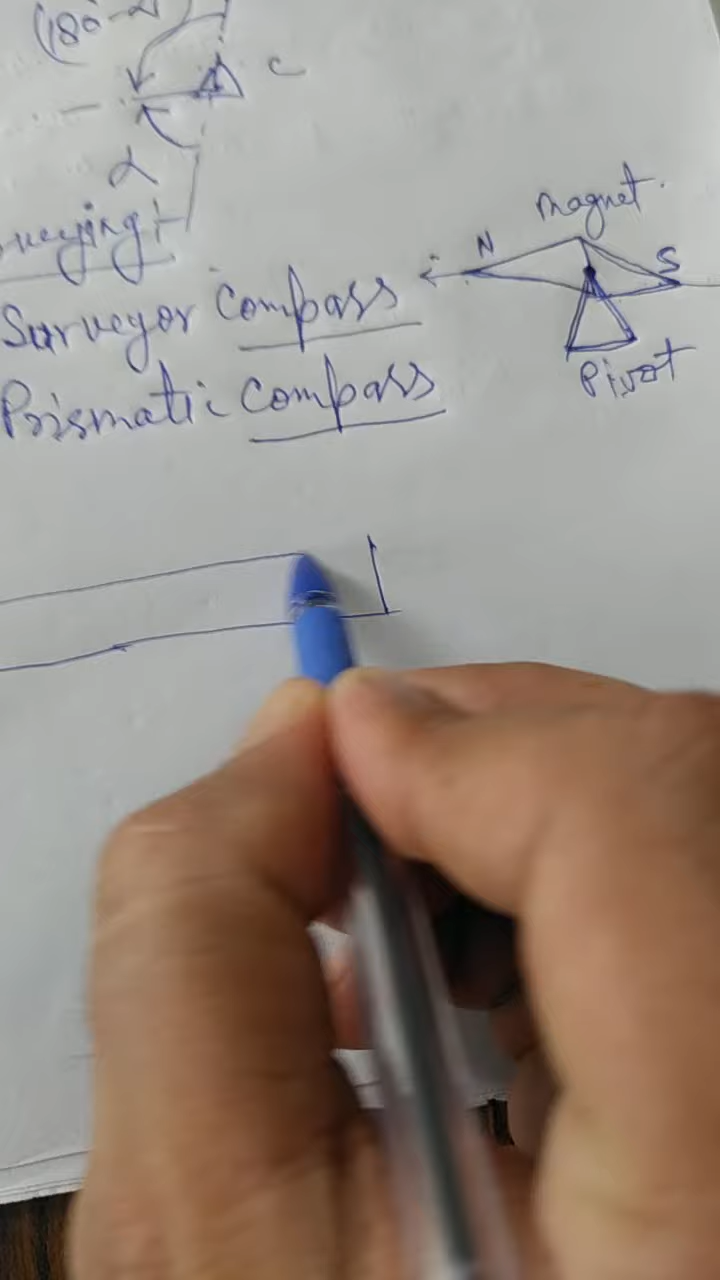 (180-α
C
α
veying:-
magnet.
N
S
Surveyor Compass
Prismatic Compass
Pivot